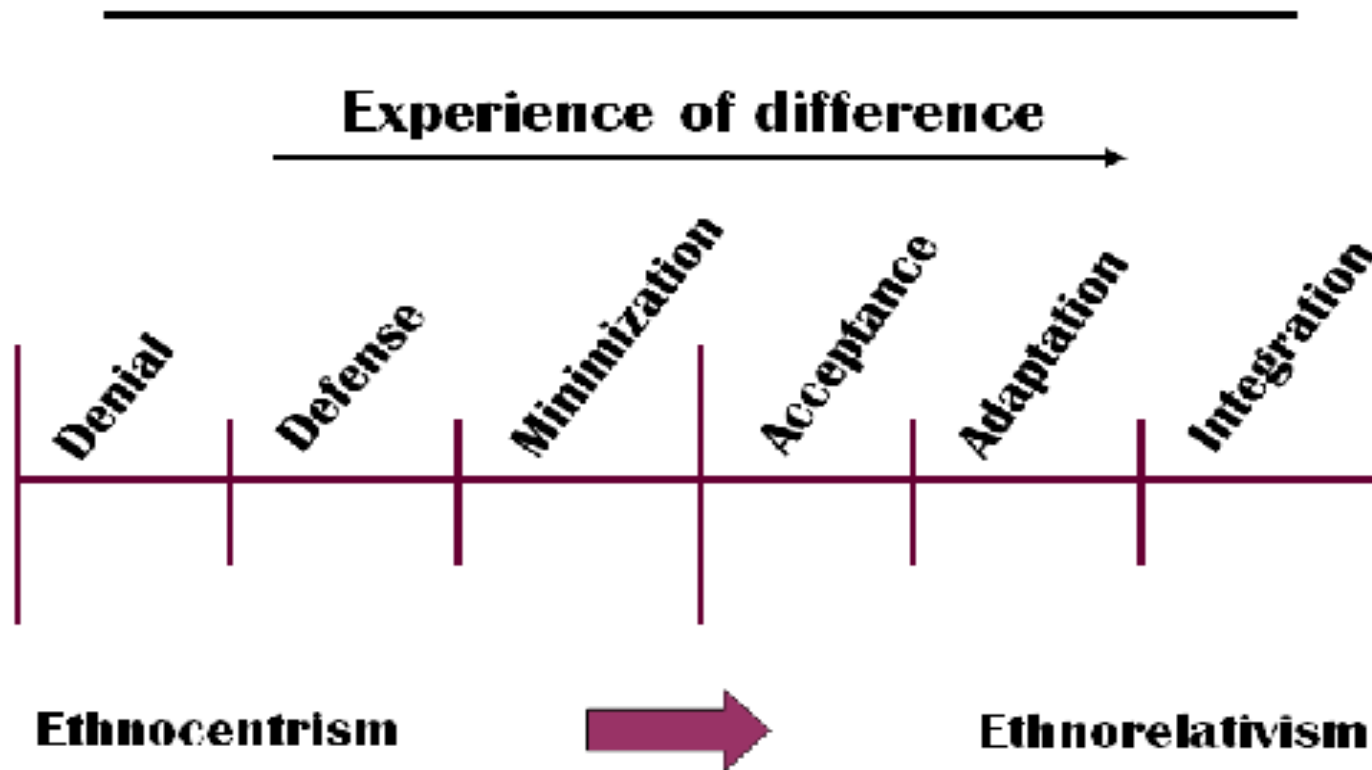 Experience of difference
Denial
Defense
Minimization
Acceptance
Adaptation
Integration
Ethnocentrism
Ethnorelativism